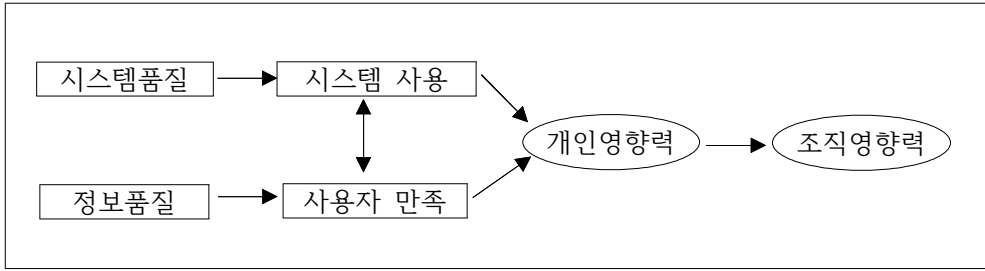 시스템품질
시스템 사용
개인영향력
조직영향력
정보품질
사용자 만족